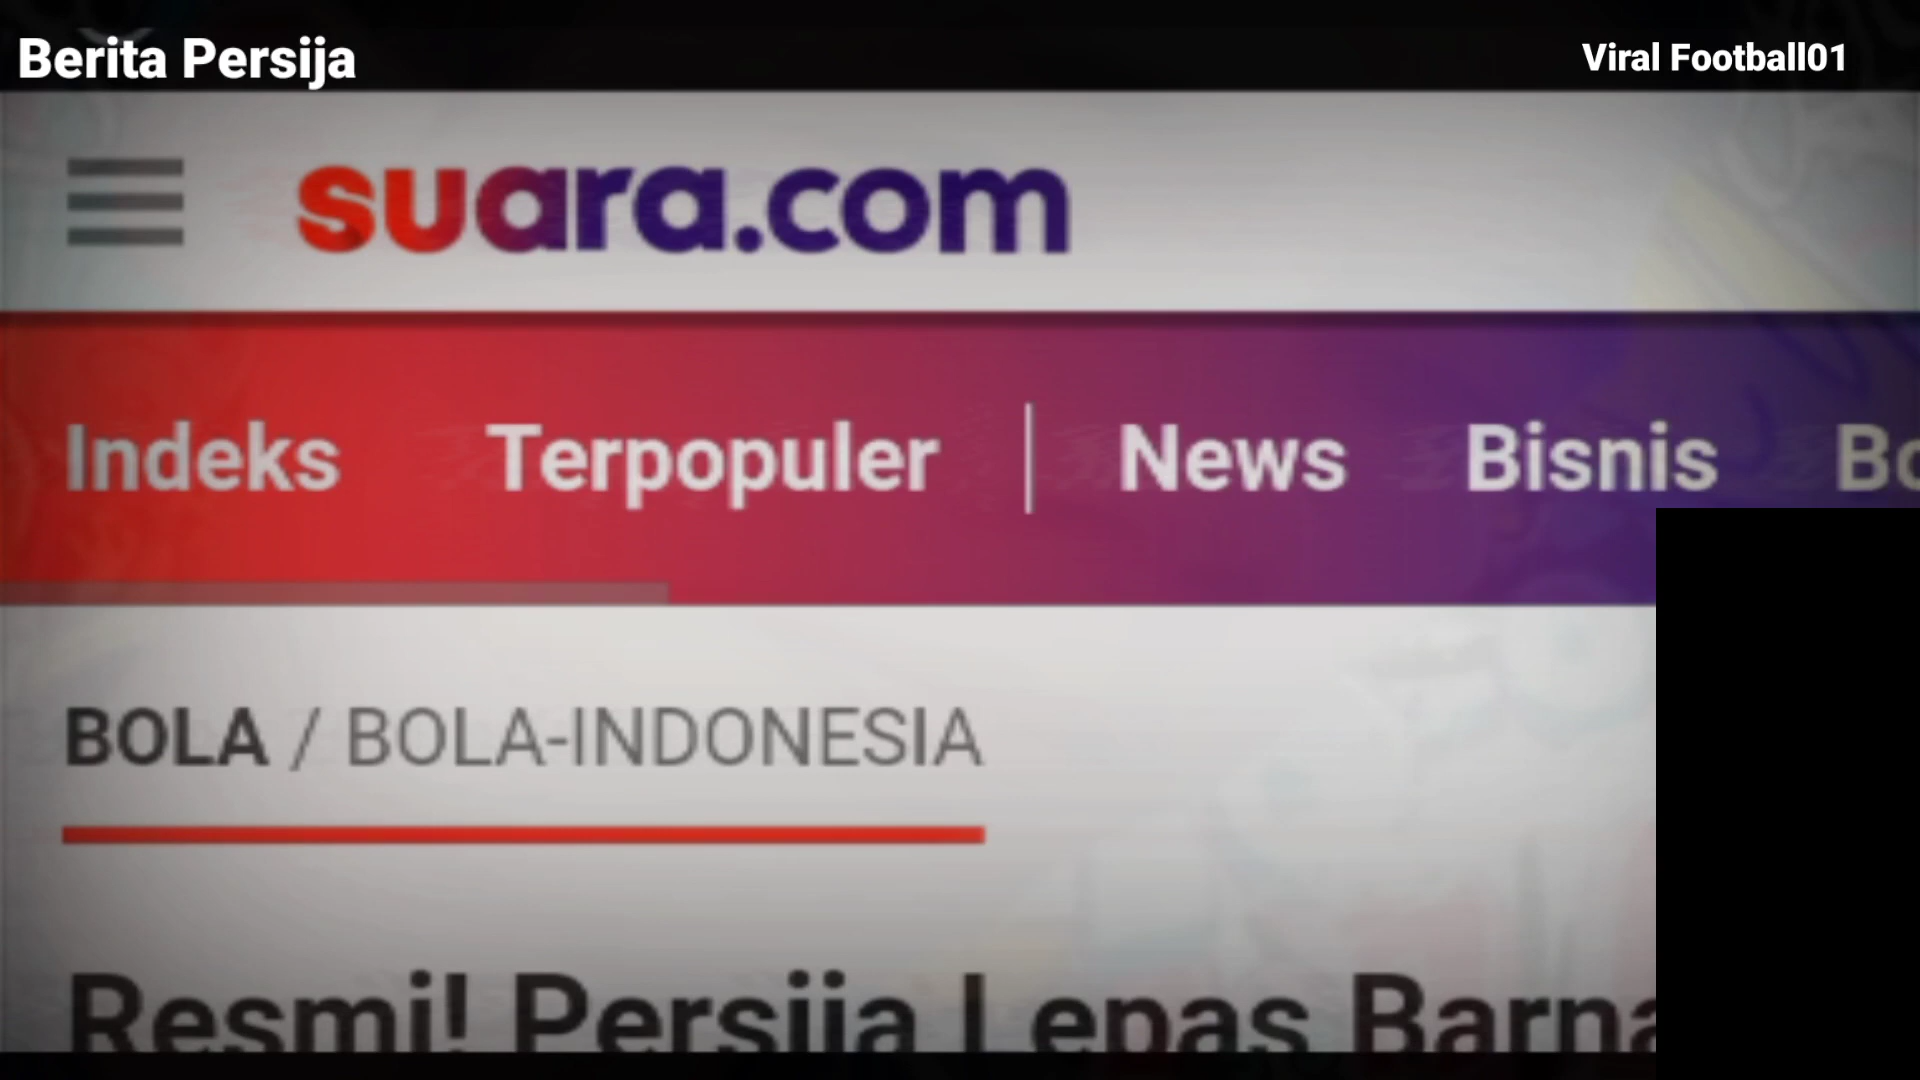 Berita Persija
Viral Football01
suara.com
Indeks Terpopuler | News Bisnis
BOLA / BOLA-INDONESIA
Resmi! Persija Lepas